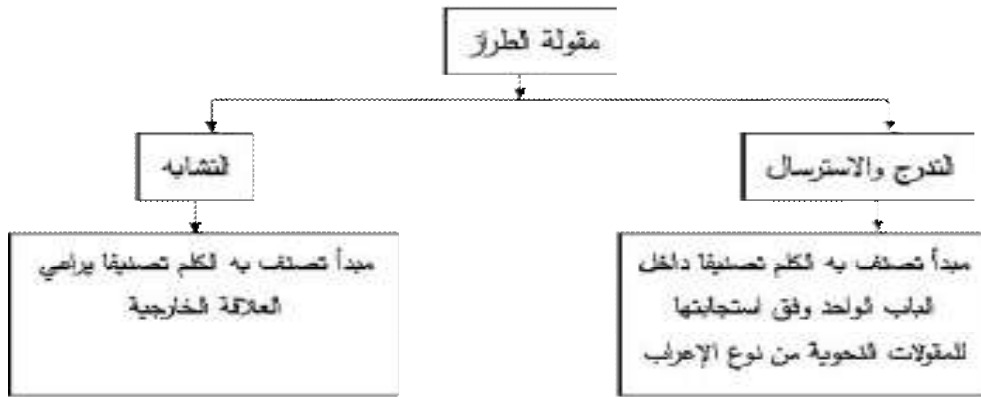 مقولة الطراز
التدرج والاسترسال
التشابه
مبدأ تصنف به الكلم تصنيفا داخل
الباب الواحد وفق استجابتها
للمقولات النحوية من نوع الإعراب
مبدأ تصنف به الكلم تصنيفا يراعي
العلاقة الخارجية